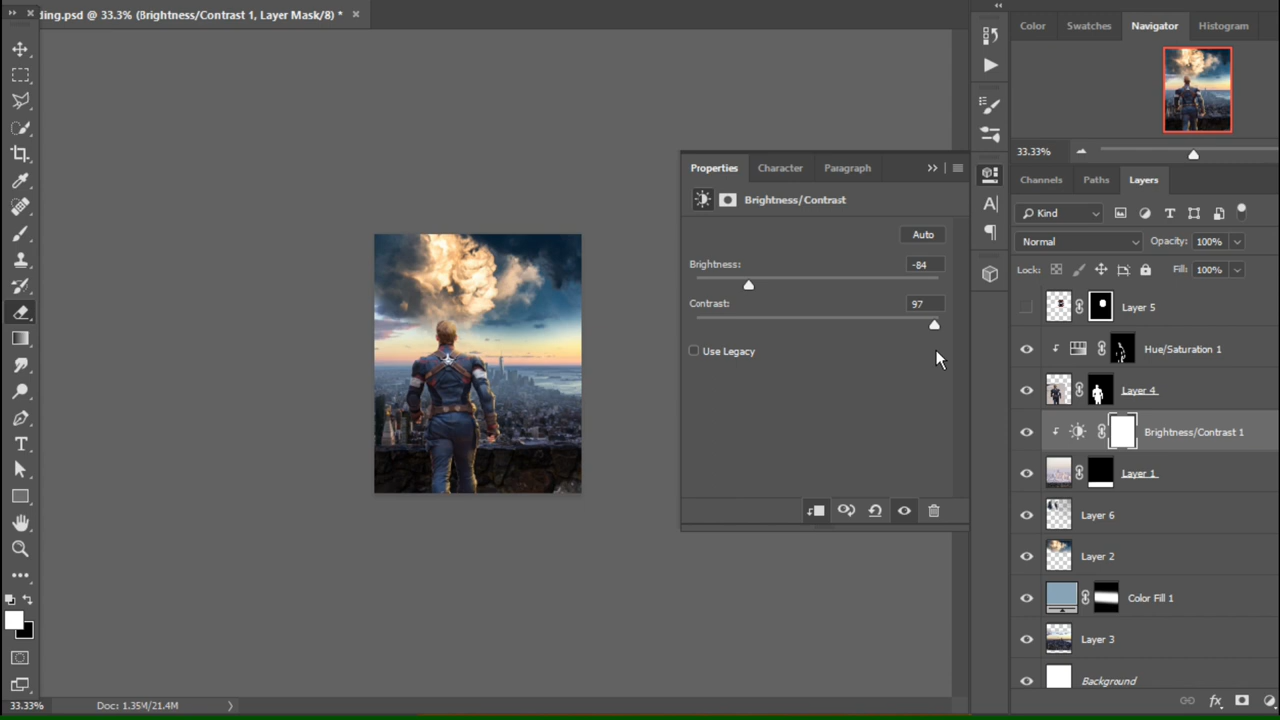 ding.psd @ 33.3% (Brightness/Contrast 1, Layer Mask/8) *
Color
Swatches
Navigator
Histogram
33.33%
Properties
Character
Paragraph
Brightness/Contrast
Auto
Brightness:
-84
Contrast:
97
Use Legacy
Channels
Paths
Layers
Kind
Normal
Opacity: 100%
Lock:
Fill: 100%
Layer 5
Hue/Saturation 1
Layer 4
Brightness/Contrast 1
Layer 1
Layer 6
Layer 2
Color Fill 1
Layer 3
Background
fx
33.33%
Doc: 1.35M/21.4M